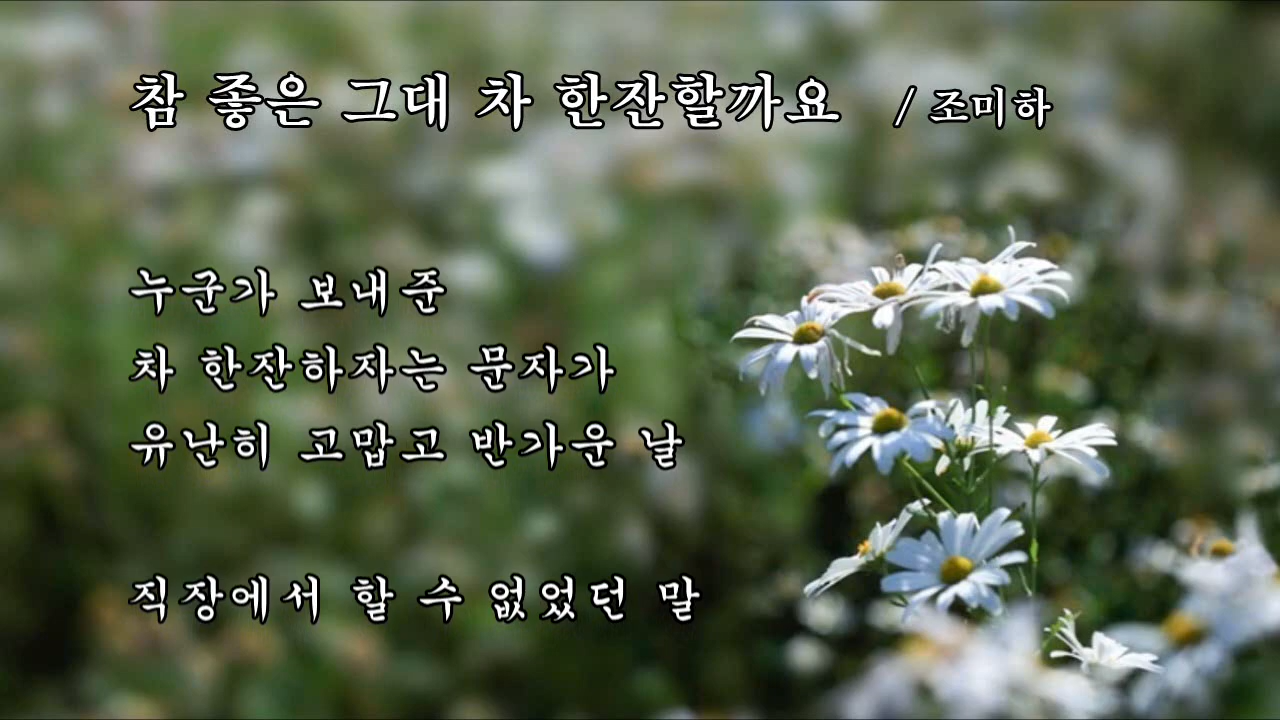 참 좋은 그대 차 한잔할까요 / 조미하
누군가 보내준
차 한잔하자는 문자가
유난히 고맙고 반가운 날
직장에서 할 수 없었던 말